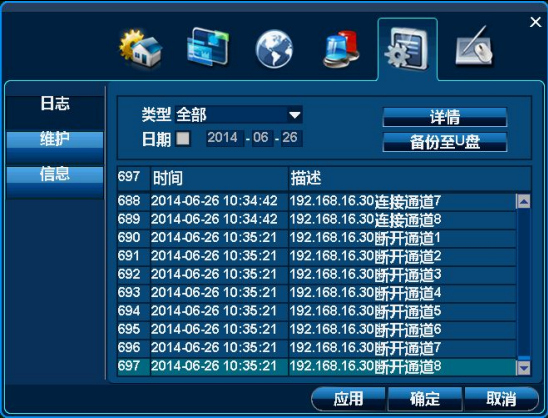 日志
维护
信息
类型 全部
日期 2014 - 06 - 26
详情
备份至U盘
697 时间 描述
688 2014-06-26 10:34:42 192.168.16.30连接通道7
689 2014-06-26 10:34:42 192.168.16.30连接通道8
690 2014-06-26 10:35:21 192.168.16.30断开通道1
691 2014-06-26 10:35:21 192.168.16.30断开通道2
692 2014-06-26 10:35:21 192.168.16.30断开通道3
693 2014-06-26 10:35:21 192.168.16.30断开通道4
694 2014-06-26 10:35:21 192.168.16.30断开通道5
695 2014-06-26 10:35:21 192.168.16.30断开通道6
696 2014-06-26 10:35:21 192.168.16.30断开通道7
697 2014-06-26 10:35:21 192.168.16.30断开通道8
应用 确定 取消